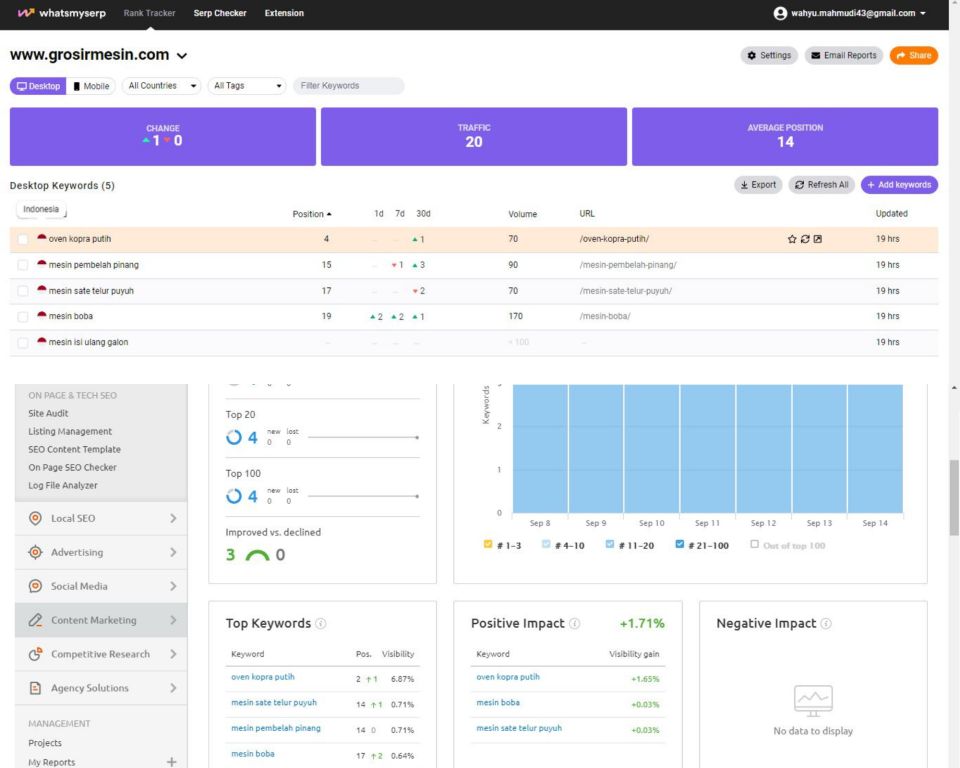 whatsmyserp Rank Tracker Serp Checker Extension wahyu.mahmudi43@gmail.com
www.grosirmesin.com
Settings Email Reports Share
Desktop Mobile All Countries All Tags Filter Keywords
CHANGE
1 0
TRAFFIC
20
AVERAGE POSITION
14
Desktop Keywords (5)
Export Refresh All + Add keywords
Indonesia
Position 1d 7d 30d Volume URL Updated
oven kopra putih 4 – – 1 70 /oven-kopra-putih/ 19 hrs
mesin pembelah pinang 15 – 1 3 90 /mesin-pembelah-pinang/ 19 hrs
mesin sate telur puyuh 17 – – 2 70 /mesin-sate-telur-puyuh/ 19 hrs
mesin boba 19 2 2 1 170 /mesin-boba/ 19 hrs
mesin isi ulang galon – – – – < 100 – 19 hrs
ON PAGE & TECH SEO
Site Audit
Listing Management
SEO Content Template
On Page SEO Checker
Log File Analyzer
Local SEO
Advertising
Social Media
Content Marketing
Competitive Research
Agency Solutions
MANAGEMENT
Projects
My Reports +
Top 20
4 new 0 lost 0
Top 100
4 new 0 lost 0
Improved vs. declined
3 0
Keywords
2
1
0
Sep 8 Sep 9 Sep 10 Sep 11 Sep 12 Sep 13 Sep 14
# 1–3 # 4–10 # 11–20 # 21–100 Out of top 100
Top Keywords
Keyword Pos. Visibility
oven kopra putih 2 ↑1 6.87%
mesin sate telur puyuh 14 ↑1 0.71%
mesin pembelah pinang 14 0 0.71%
mesin boba 17 ↑2 0.64%
Positive Impact +1.71%
Keyword Visibility gain
oven kopra putih +1.65%
mesin boba +0.03%
mesin sate telur puyuh +0.03%
Negative Impact
No data to display